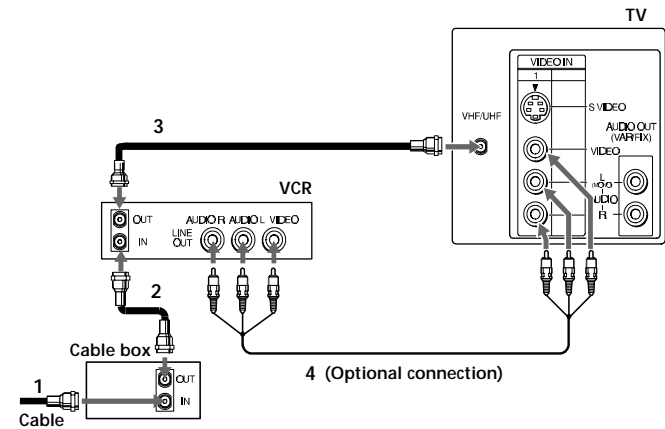 TV
VIDEO IN
1
S VIDEO
VHF/UHF
AUDIO OUT
(VAR/FIX)
VIDEO
3
L
(MONO)
AUDIO
R
VCR
OUT
IN
AUDIO R AUDIO L VIDEO
LINE
OUT
2
Cable box
4 (Optional connection)
OUT
IN
1
Cable